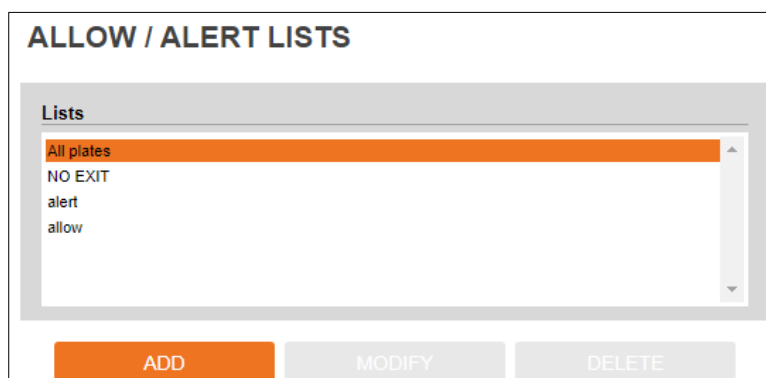 ALLOW / ALERT LISTS
Lists
All plates
NO EXIT
alert
allow
ADD MODIFY DELETE